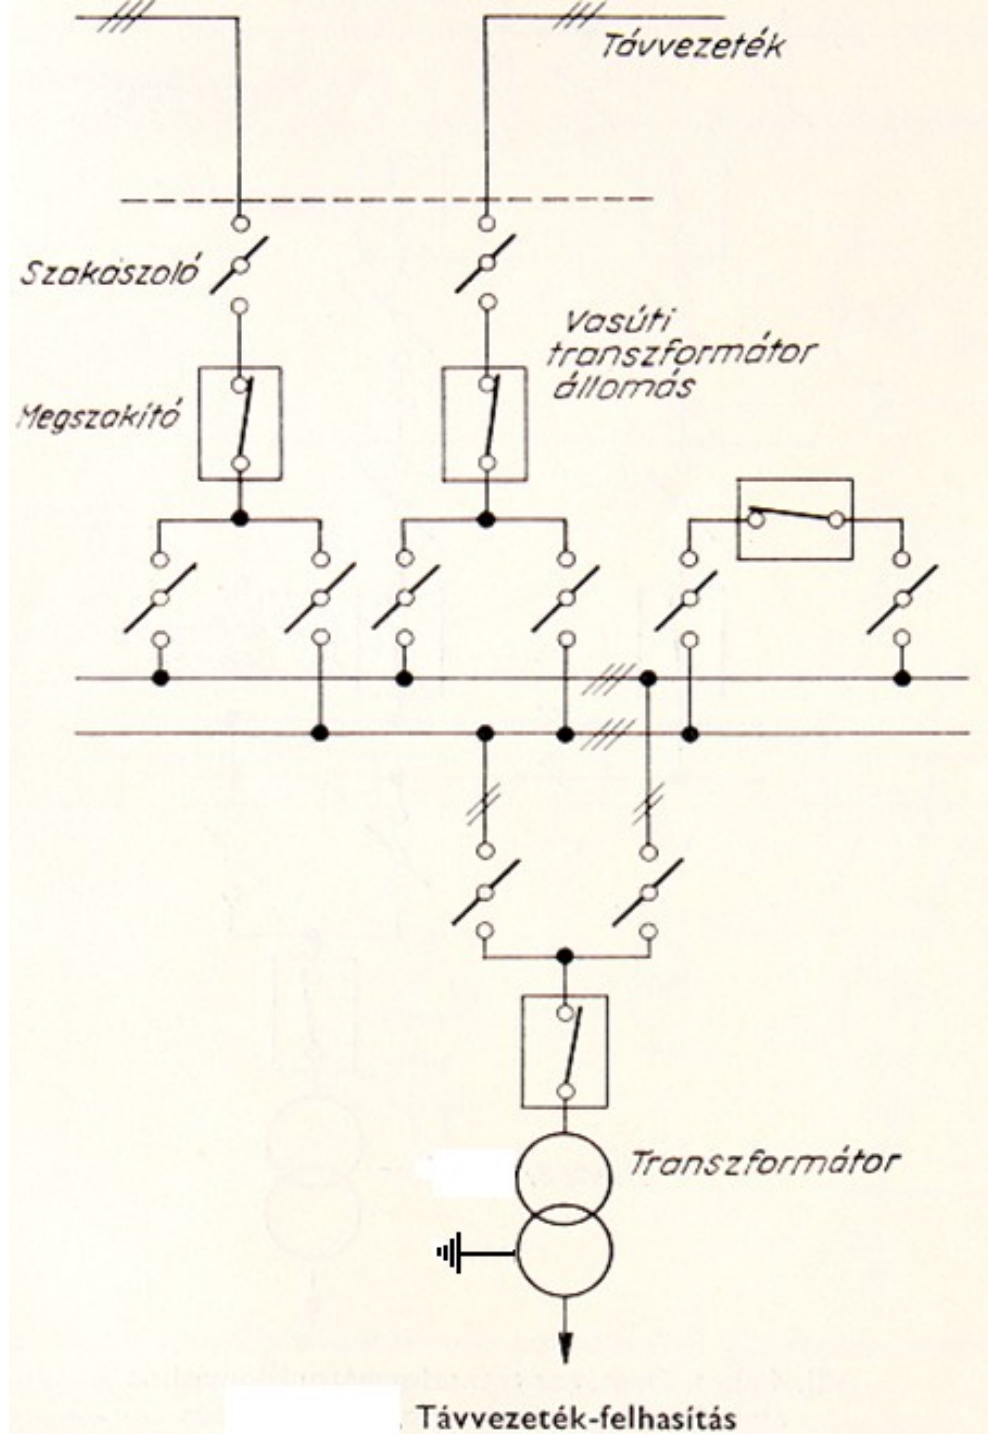 Távvezeték
Szakaszoló
Vasúti
transzformátor
állomás
Megszakító
Transzformátor
. Távvezeték-felhasítás